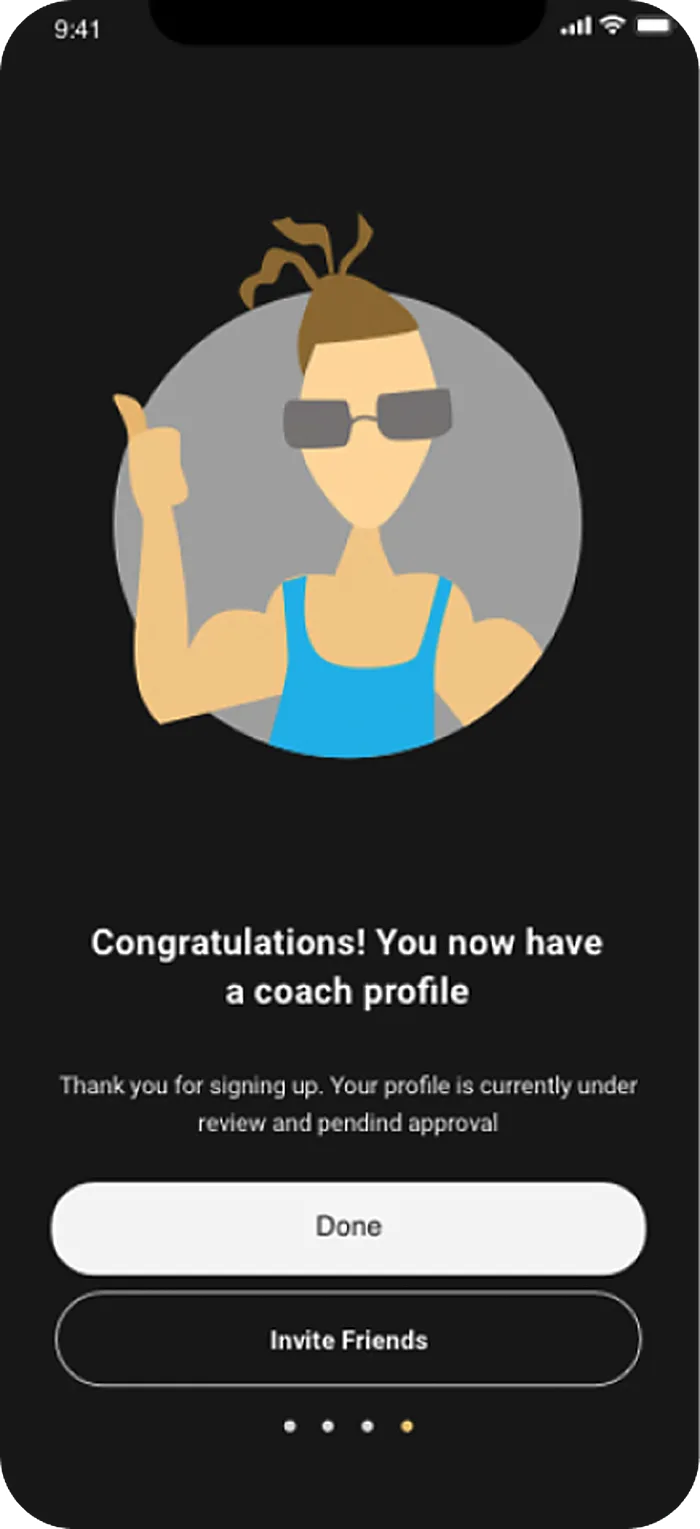 9:41
Congratulations! You now have
a coach profile
Thank you for signing up. Your profile is currently under
review and pendind approval
Done
Invite Friends